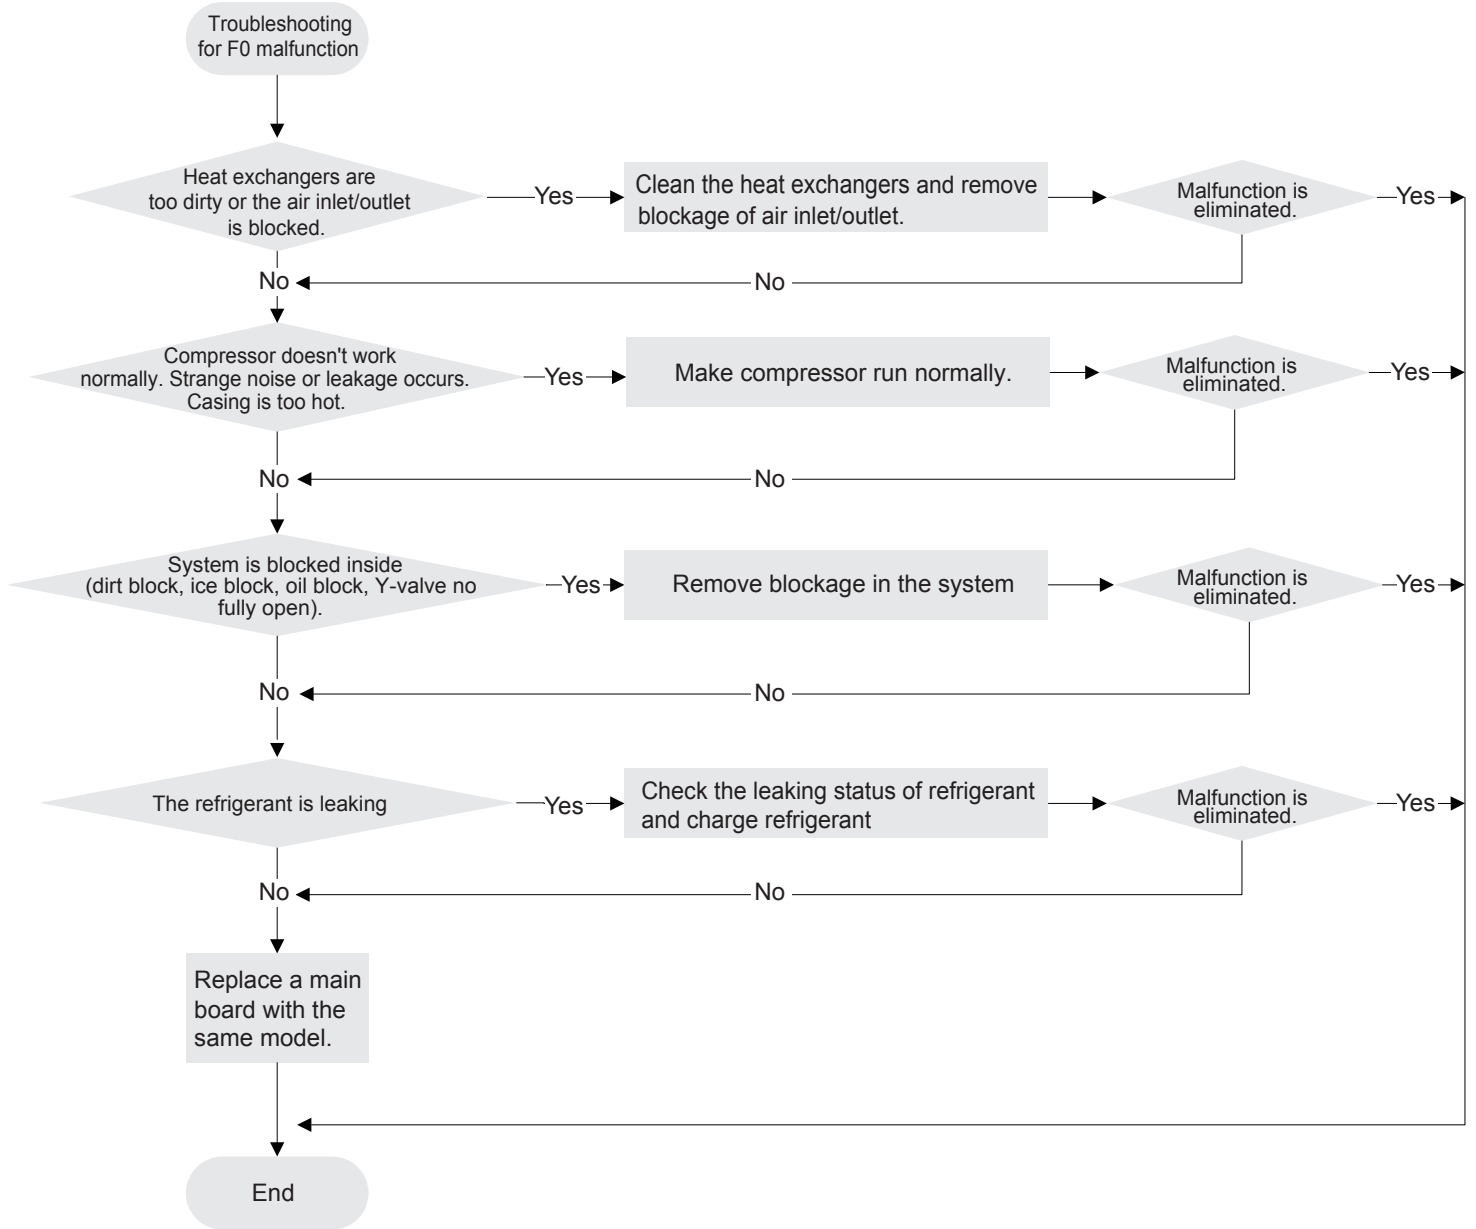 Troubleshooting
for F0 malfunction
Heat exchangers are
too dirty or the air inlet/outlet
is blocked.
Yes
Clean the heat exchangers and remove
blockage of air inlet/outlet.
Malfunction is
eliminated.
Yes
No
No
Compressor doesn't work
normally. Strange noise or leakage occurs.
Casing is too hot.
Yes
Make compressor run normally.
Malfunction is
eliminated.
Yes
No
No
System is blocked inside
(dirt block, ice block, oil block, Y-valve no
fully open).
Yes
Remove blockage in the system
Malfunction is
eliminated.
Yes
No
No
The refrigerant is leaking
Yes
Check the leaking status of refrigerant
and charge refrigerant
Malfunction is
eliminated.
Yes
No
No
Replace a main
board with the
same model.
End